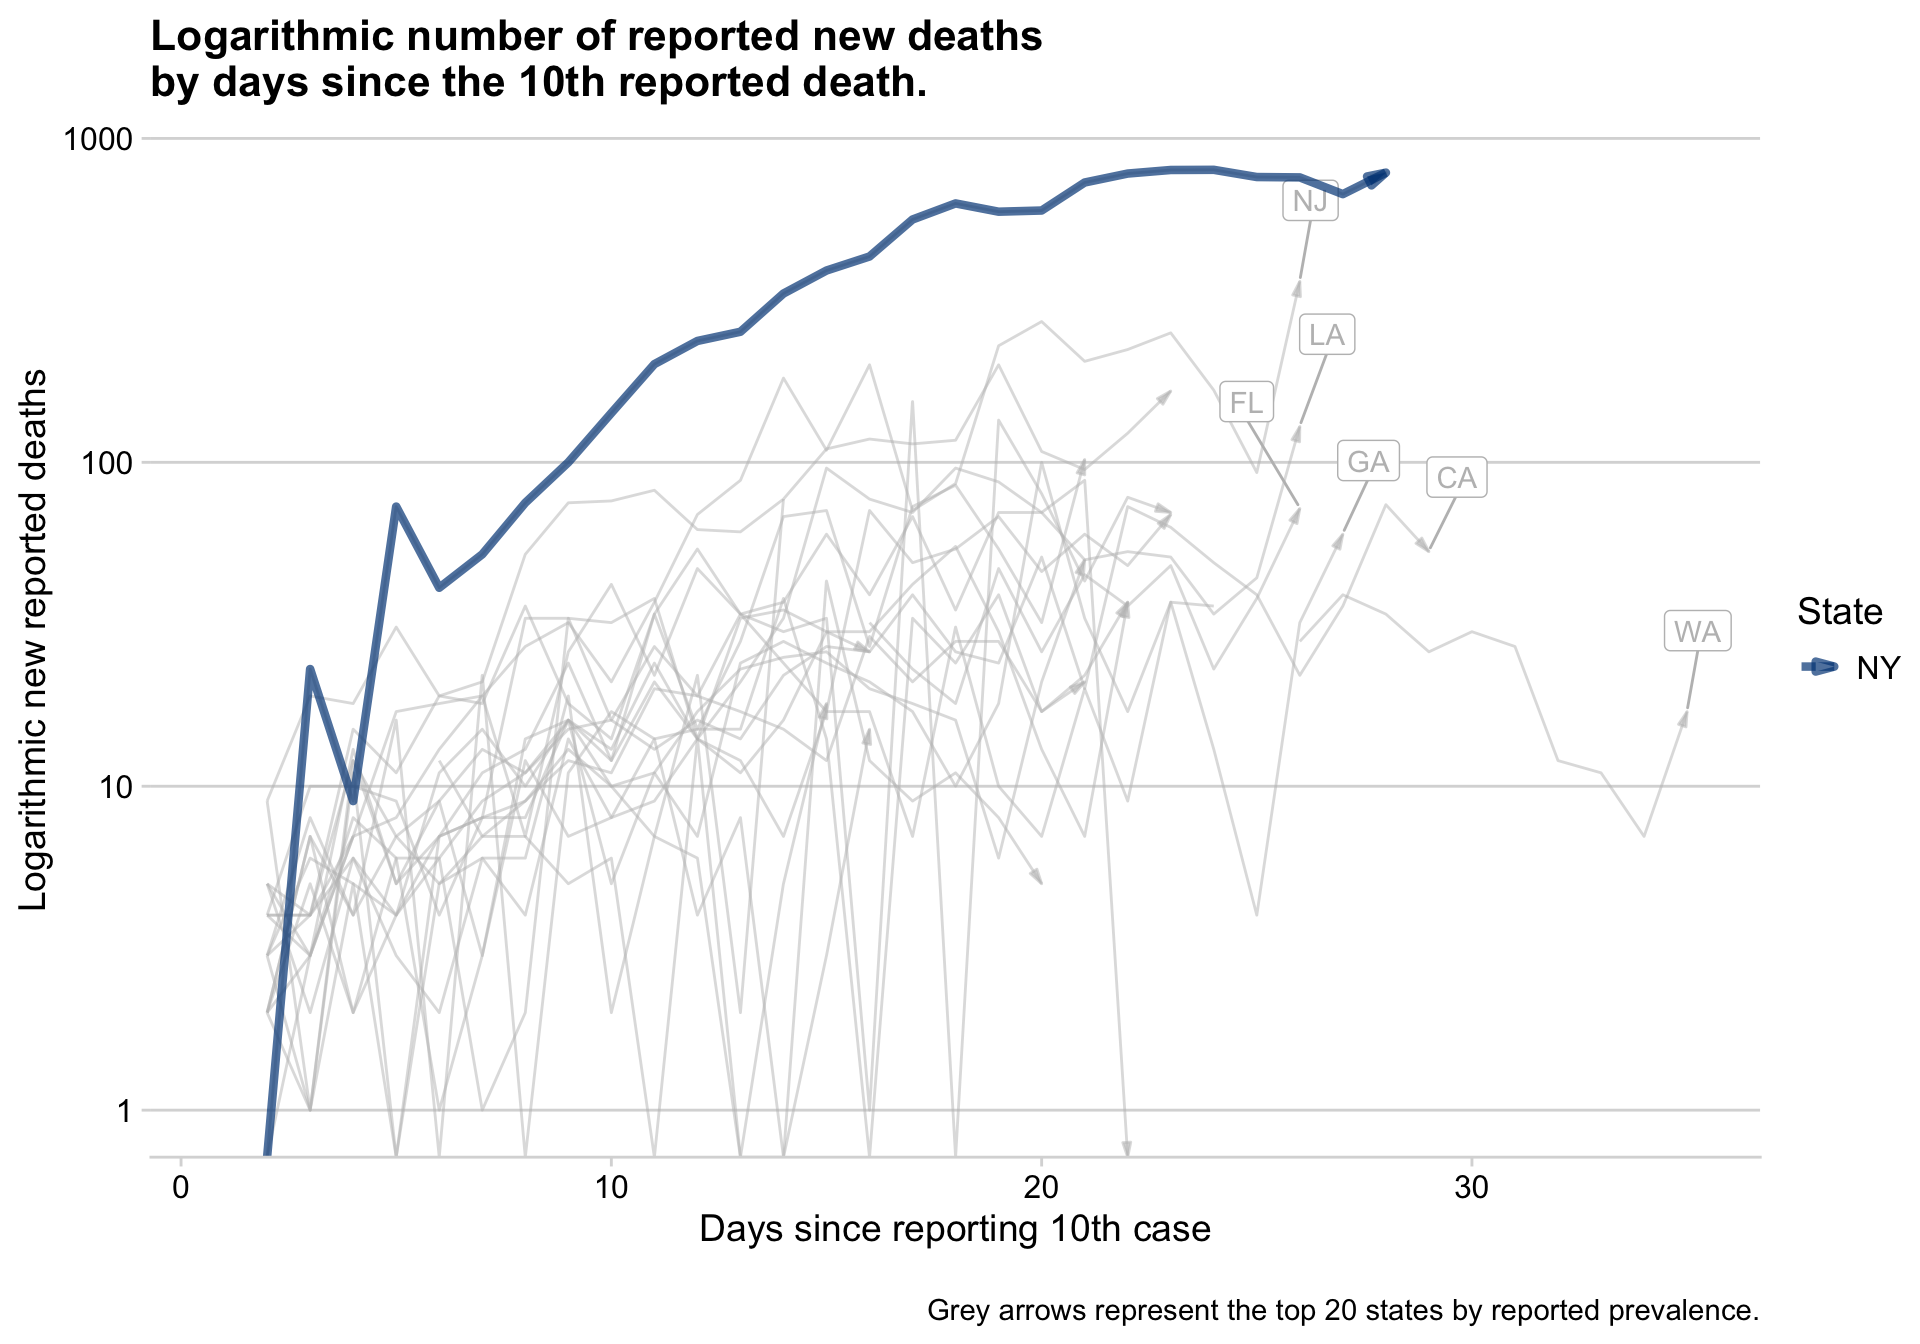 Logarithmic number of reported new deaths
by days since the 10th reported death.
Logarithmic new reported deaths
1000
100
10
1
NJ
LA
FL
GA
CA
WA
State
NY
0
10
20
30
Days since reporting 10th case
Grey arrows represent the top 20 states by reported prevalence.